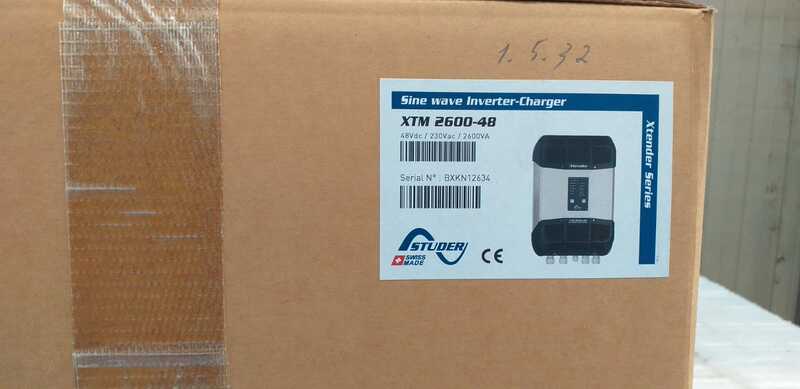 1.5.32
Sine wave Inverter-Charger
XTM 2600-48
48Vdc / 230Vac / 2600VA
Serial N° : BXKN12634
Xtender Series
Xtender
STUDER
SWISS
MADE
CE